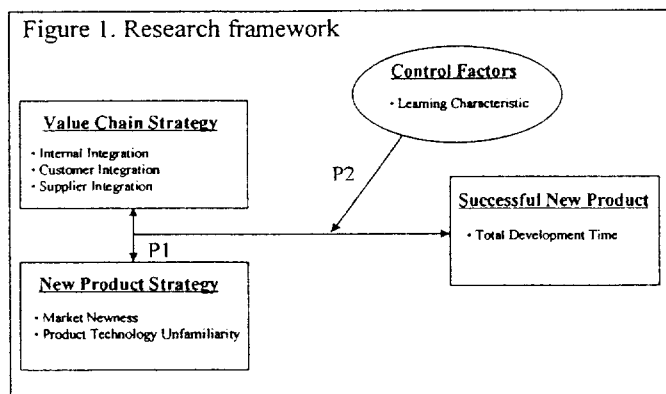 Figure 1. Research framework
Control Factors
• Learning Characteristic
Value Chain Strategy
• Internal Integration
• Customer Integration
• Supplier Integration
P2
Successful New Product
• Total Development Time
P1
New Product Strategy
• Market Newness
• Product Technology Unfamiliarity